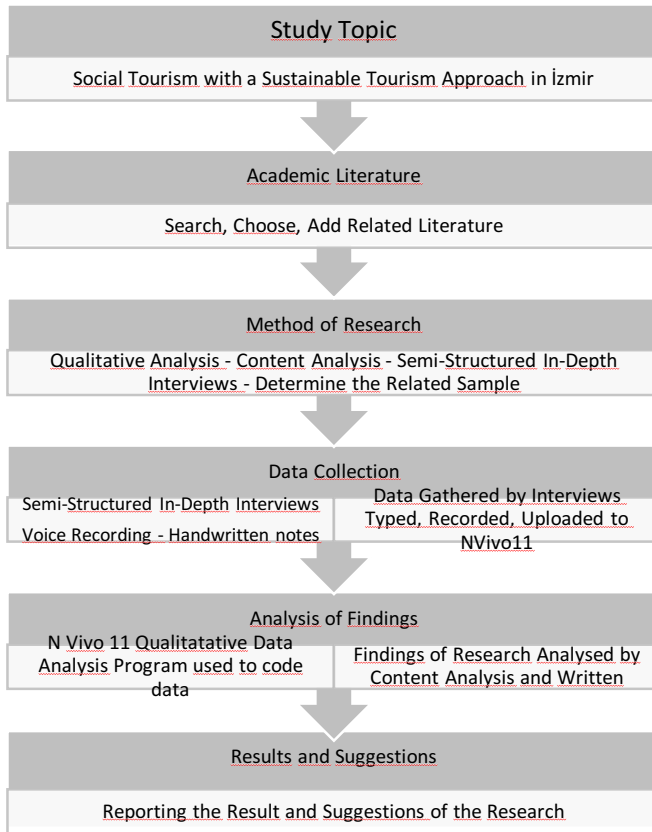 Study Topic
Social Tourism with a Sustainable Tourism Approach in İzmir
Academic Literature
Search, Choose, Add Related Literature
Method of Research
Qualitative Analysis - Content Analysis - Semi-Structured In-Depth
Interviews - Determine the Related Sample
Data Collection
Semi-Structured In-Depth Interviews
Voice Recording - Handwritten notes
Data Gathered by Interviews
Typed, Recorded, Uploaded to
NVivo11
Analysis of Findings
N Vivo 11 Qualitatative Data
Analysis Program used to code
data
Findings of Research Analysed by
Content Analysis and Written
Results and Suggestions
Reporting the Result and Suggestions of the Research